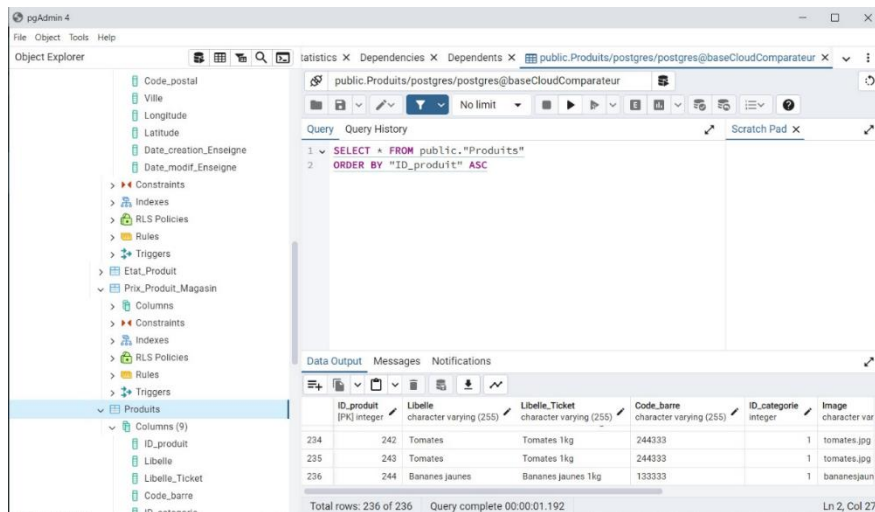 pgAdmin 4
File Object Tools Help
Object Explorer
Code_postal
Ville
Longitude
Latitude
Date_creation_Enseigne
Date_modif_Enseigne
Constraints
Indexes
RLS Policies
Rules
Triggers
Etat_Produit
Prix_Produit_Magasin
Columns
Constraints
Indexes
RLS Policies
Rules
Triggers
Produits
Columns (9)
ID_produit
Libelle
Libelle_Ticket
Code_barre
ID_categorie
tatistics Dependencies Dependents public.Produits/postgres/postgres@baseCloudComparateur
public.Produits/postgres/postgres@baseCloudComparateur
No limit
Query Query History Scratch Pad
1 SELECT * FROM public."Produits"
2 ORDER BY "ID_produit" ASC
Data Output Messages Notifications
ID_produit Libelle Libelle_Ticket Code_barre ID_categorie Image
[PK] integer character varying (255) character varying (255) character varying (255) integer character var
234 242 Tomates Tomates 1kg 244333 1 tomates.jpg
235 243 Tomates Tomates 1kg 244333 1 tomates.jpg
236 244 Bananes jaunes Bananes jaunes 1kg 133333 1 bananesjaun
Total rows: 236 of 236 Query complete 00:00:01.192 Ln 2, Col 27